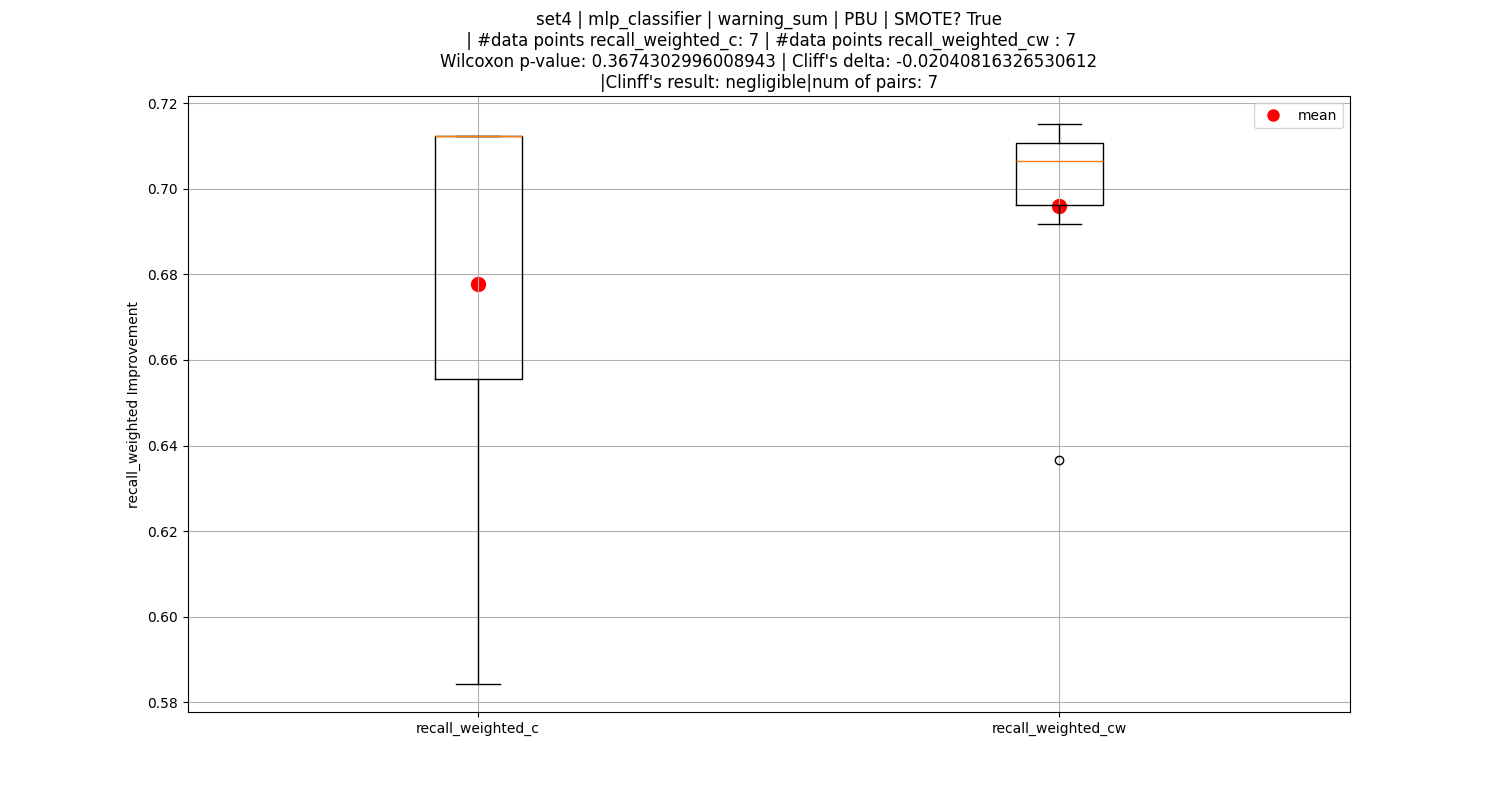 set4 | mlp_classifier | warning_sum | PBU | SMOTE? True
| #data points recall_weighted_c: 7 | #data points recall_weighted_cw : 7
Wilcoxon p-value: 0.3674302996008943 | Cliff's delta: -0.02040816326530612
|Clinff's result: negligible|num of pairs: 7
mean
recall_weighted Improvement
0.72
0.70
0.68
0.66
0.64
0.62
0.60
0.58
recall_weighted_c
recall_weighted_cw